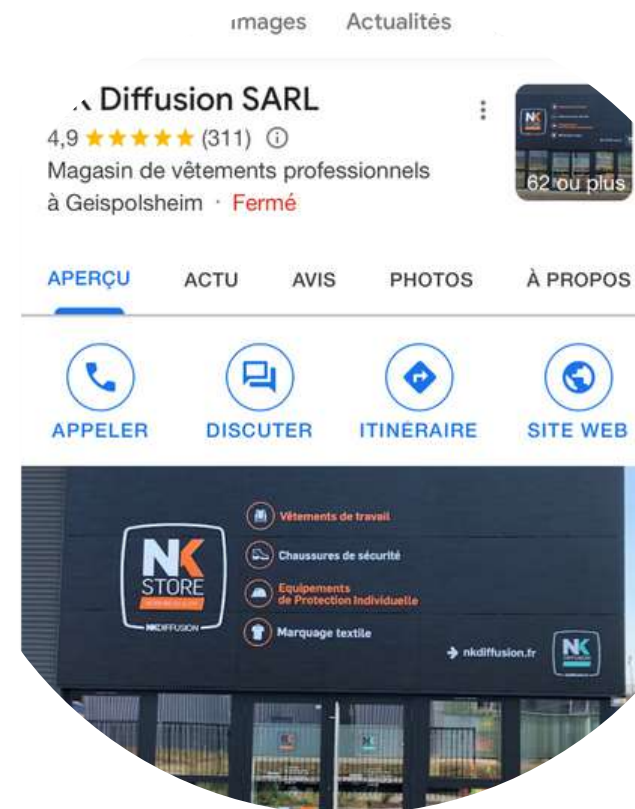 Images Actualités
NK Diffusion SARL
4,9 (311)
Magasin de vêtements professionnels
à Geispolsheim · Fermé
62 ou plus
APERÇU ACTU AVIS PHOTOS À PROPOS
APPELER DISCUTER ITINÉRAIRE SITE WEB
NK
STORE
NKDIFFUSION
Vêtements de travail
Chaussures de sécurité
Equipements
de Protection Individuelle
Marquage textile
nkdiffusion.fr
NK